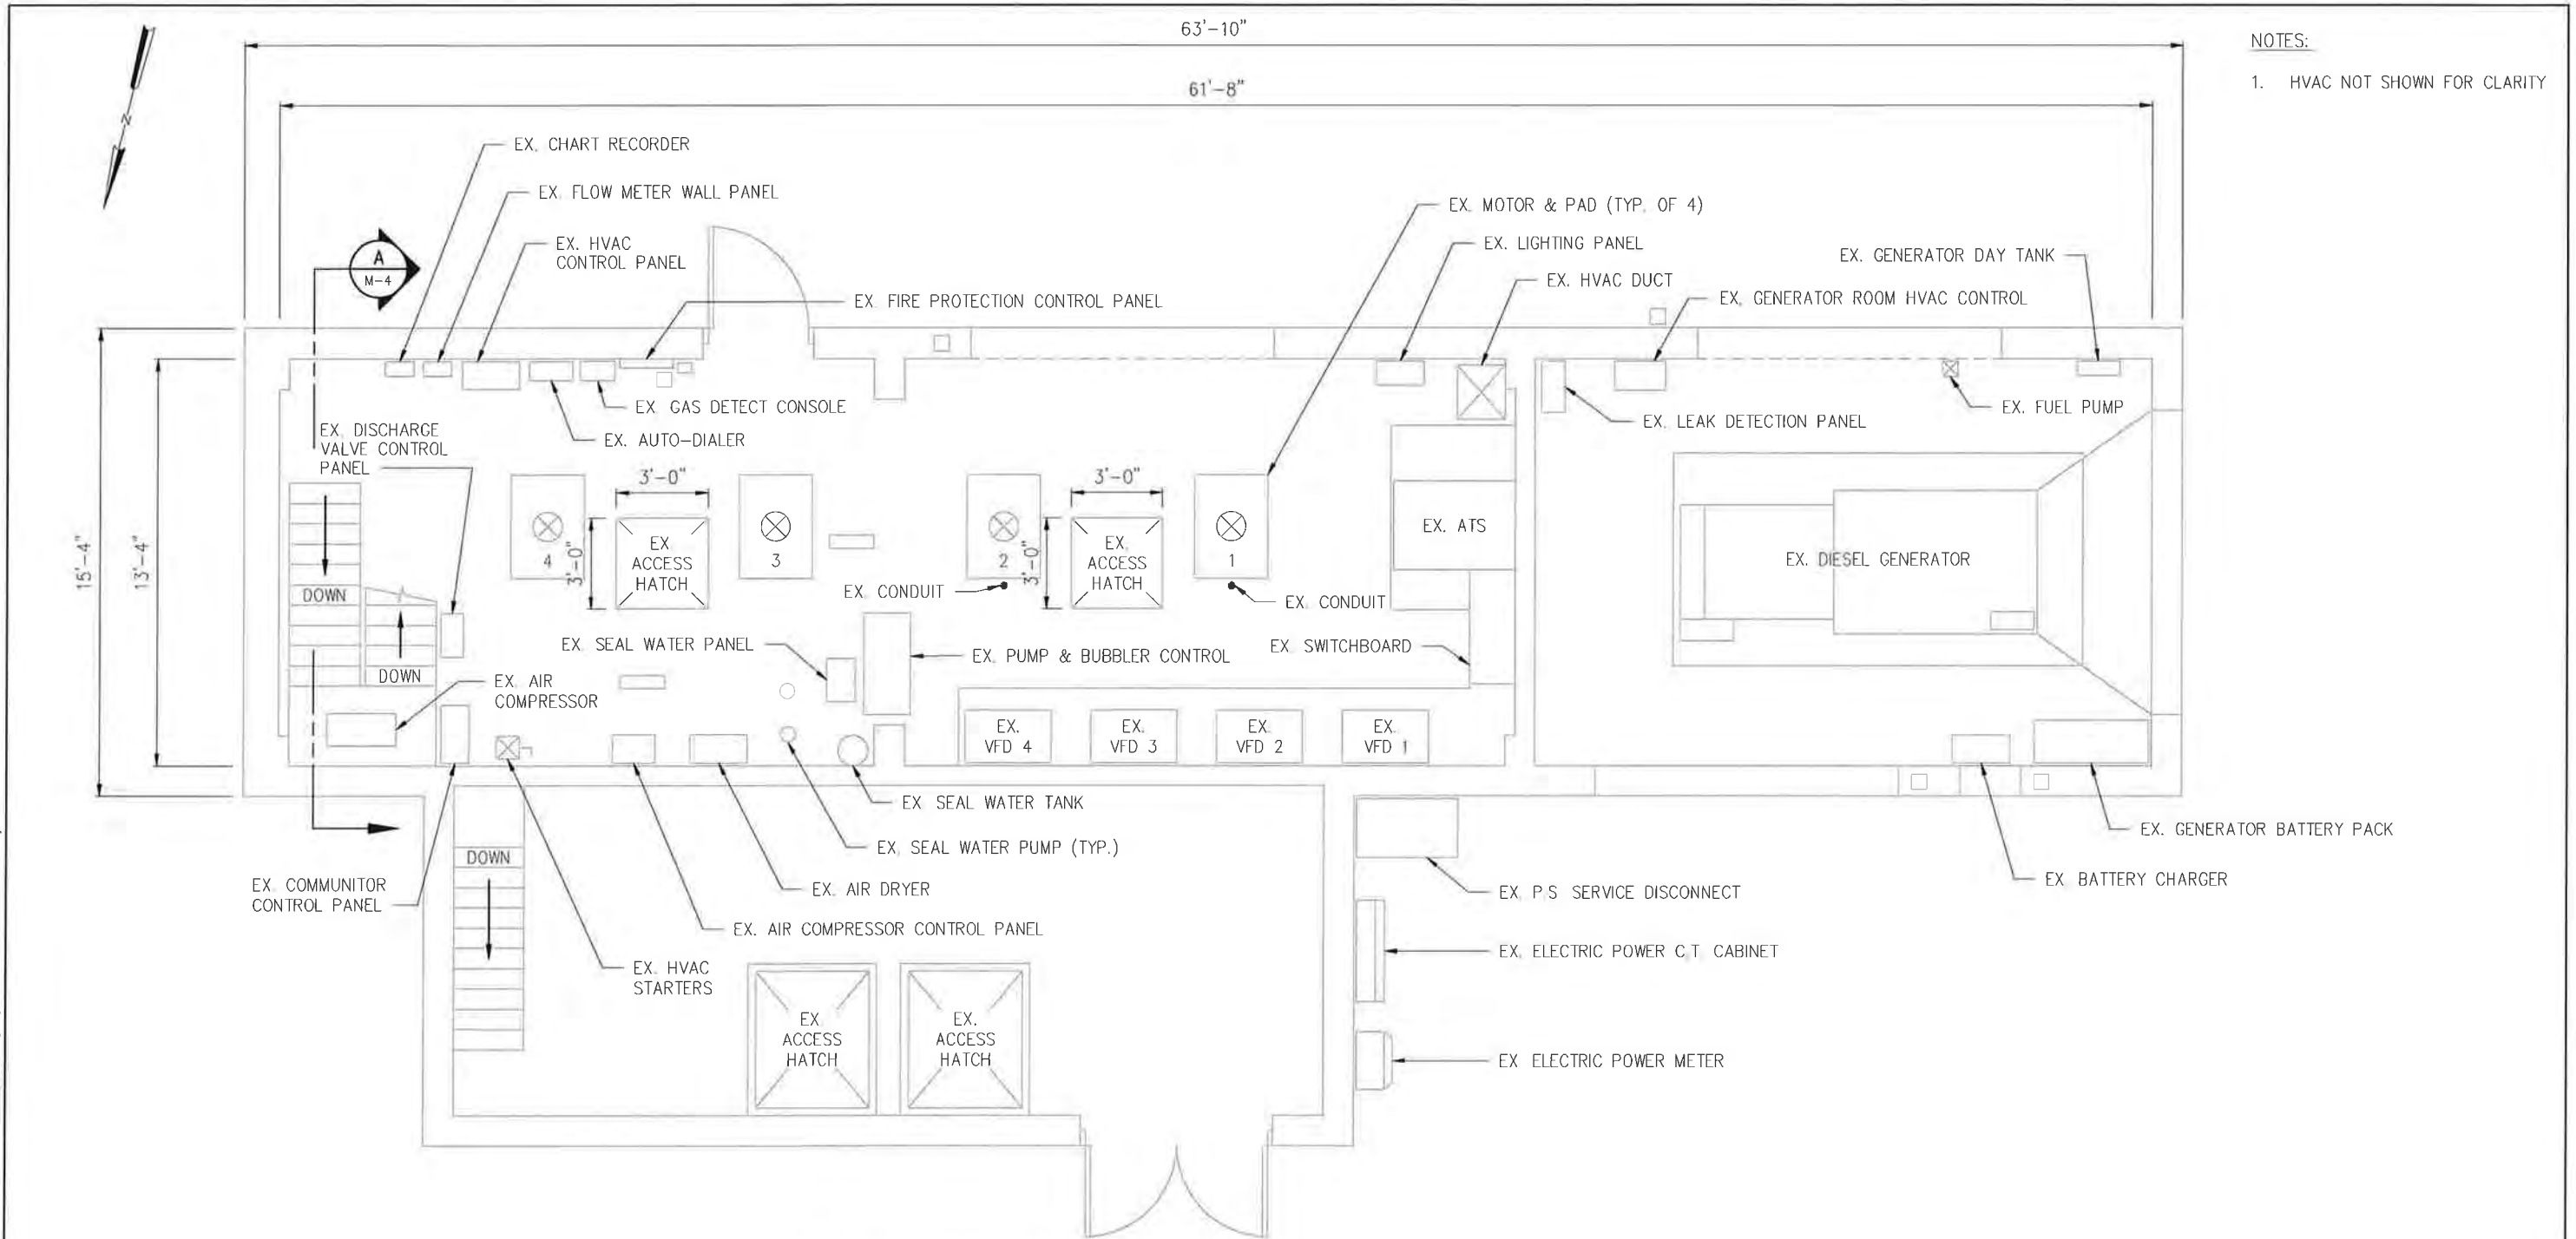 63'-10"
NOTES:
1. HVAC NOT SHOWN FOR CLARITY
61'-8"
N
EX. CHART RECORDER
EX. FLOW METER WALL PANEL
EX. MOTOR & PAD (TYP. OF 4)
EX. HVAC
CONTROL PANEL
EX. LIGHTING PANEL
EX. GENERATOR DAY TANK
A
M-4
EX. HVAC DUCT
EX. FIRE PROTECTION CONTROL PANEL
EX. GENERATOR ROOM HVAC CONTROL
EX. GAS DETECT CONSOLE
EX. FUEL PUMP
EX. LEAK DETECTION PANEL
EX. DISCHARGE
VALVE CONTROL
PANEL
EX. AUTO-DIALER
3'-0"
3'-0"
15'-4"
13'-4"
4
3'-0"
EX.
ACCESS
HATCH
3
2
3'-0"
EX.
ACCESS
HATCH
1
EX. ATS
EX. DIESEL GENERATOR
DOWN
EX. CONDUIT
EX. CONDUIT
EX. SEAL WATER PANEL
EX. PUMP & BUBBLER CONTROL
EX. SWITCHBOARD
DOWN
EX. AIR
COMPRESSOR
EX.
VFD 4
EX.
VFD 3
EX.
VFD 2
EX.
VFD 1
EX. SEAL WATER TANK
EX. GENERATOR BATTERY PACK
EX. SEAL WATER PUMP (TYP.)
DOWN
EX. BATTERY CHARGER
EX. COMMUNITOR
CONTROL PANEL
EX. AIR DRYER
EX. P.S SERVICE DISCONNECT
EX. AIR COMPRESSOR CONTROL PANEL
EX. ELECTRIC POWER C.T. CABINET
EX. HVAC
STARTERS
EX.
ACCESS
HATCH
EX.
ACCESS
HATCH
EX ELECTRIC POWER METER